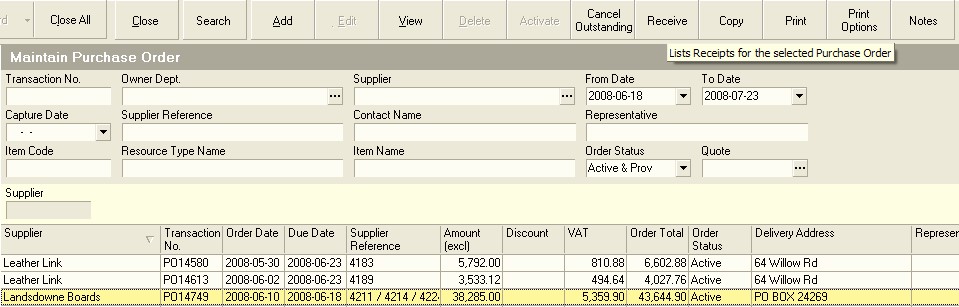 Close All Close Search Add Edit View Delete Activate Cancel Outstanding Receive Copy Print Print Options Notes
Lists Receipts for the selected Purchase Order
Maintain Purchase Order
Transaction No. Owner Dept. Supplier From Date To Date
... ... 2008-06-18 2008-07-23
Capture Date Supplier Reference Contact Name Representative
- -
Item Code Resource Type Name Item Name Order Status Quote
Active & Prov ...
Supplier
Supplier Transaction No. Order Date Due Date Supplier Reference Amount (excl) Discount VAT Order Total Order Status Delivery Address Represen
Leather Link PO14580 2008-05-30 2008-06-23 4183 5,792.00 810.88 6,602.88 Active 64 Willow Rd
Leather Link PO14613 2008-06-02 2008-06-23 4189 3,533.12 494.64 4,027.76 Active 64 Willow Rd
Landsdowne Boards PO14749 2008-06-10 2008-06-18 4211 / 4214 / 422 38,285.00 5,359.90 43,644.90 Active PO BOX 24269